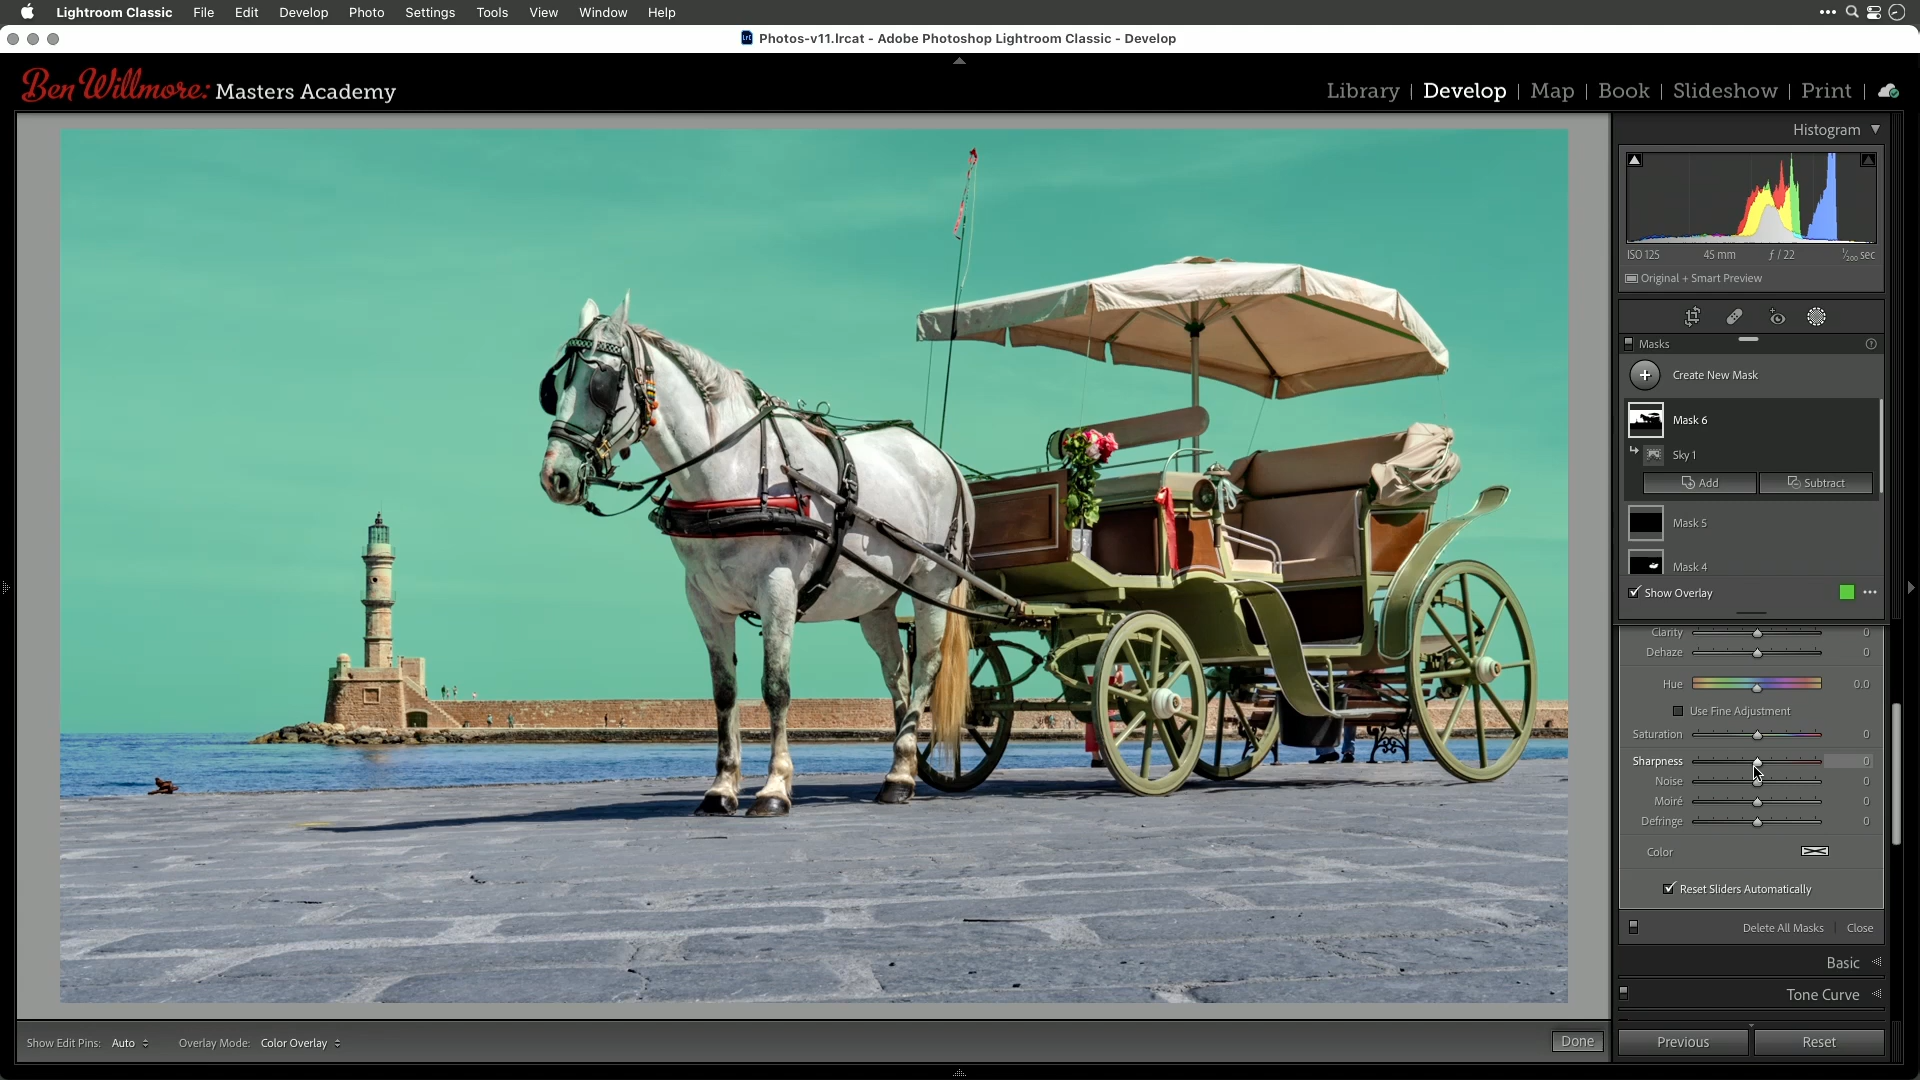 Lightroom Classic File Edit Develop Photo Settings Tools View Window Help
Photos-v11.lrcat - Adobe Photoshop Lightroom Classic - Develop
Ben Willmore: Masters Academy
Library | Develop | Map | Book | Slideshow | Print |
Histogram
ISO 125 45 mm ƒ / 22 1/200 sec
Original + Smart Preview
Masks
Create New Mask
Mask 6
Sky 1
Add Subtract
Mask 5
Mask 4
Show Overlay
Clarity 0
Dehaze 0
Hue 0.0
Use Fine Adjustment
Saturation 0
Sharpness 0
Noise 0
Moiré 0
Defringe 0
Color
Reset Sliders Automatically
Delete All Masks | Close
Basic
Tone Curve
Show Edit Pins: Auto Overlay Mode: Color Overlay Done
Previous Reset